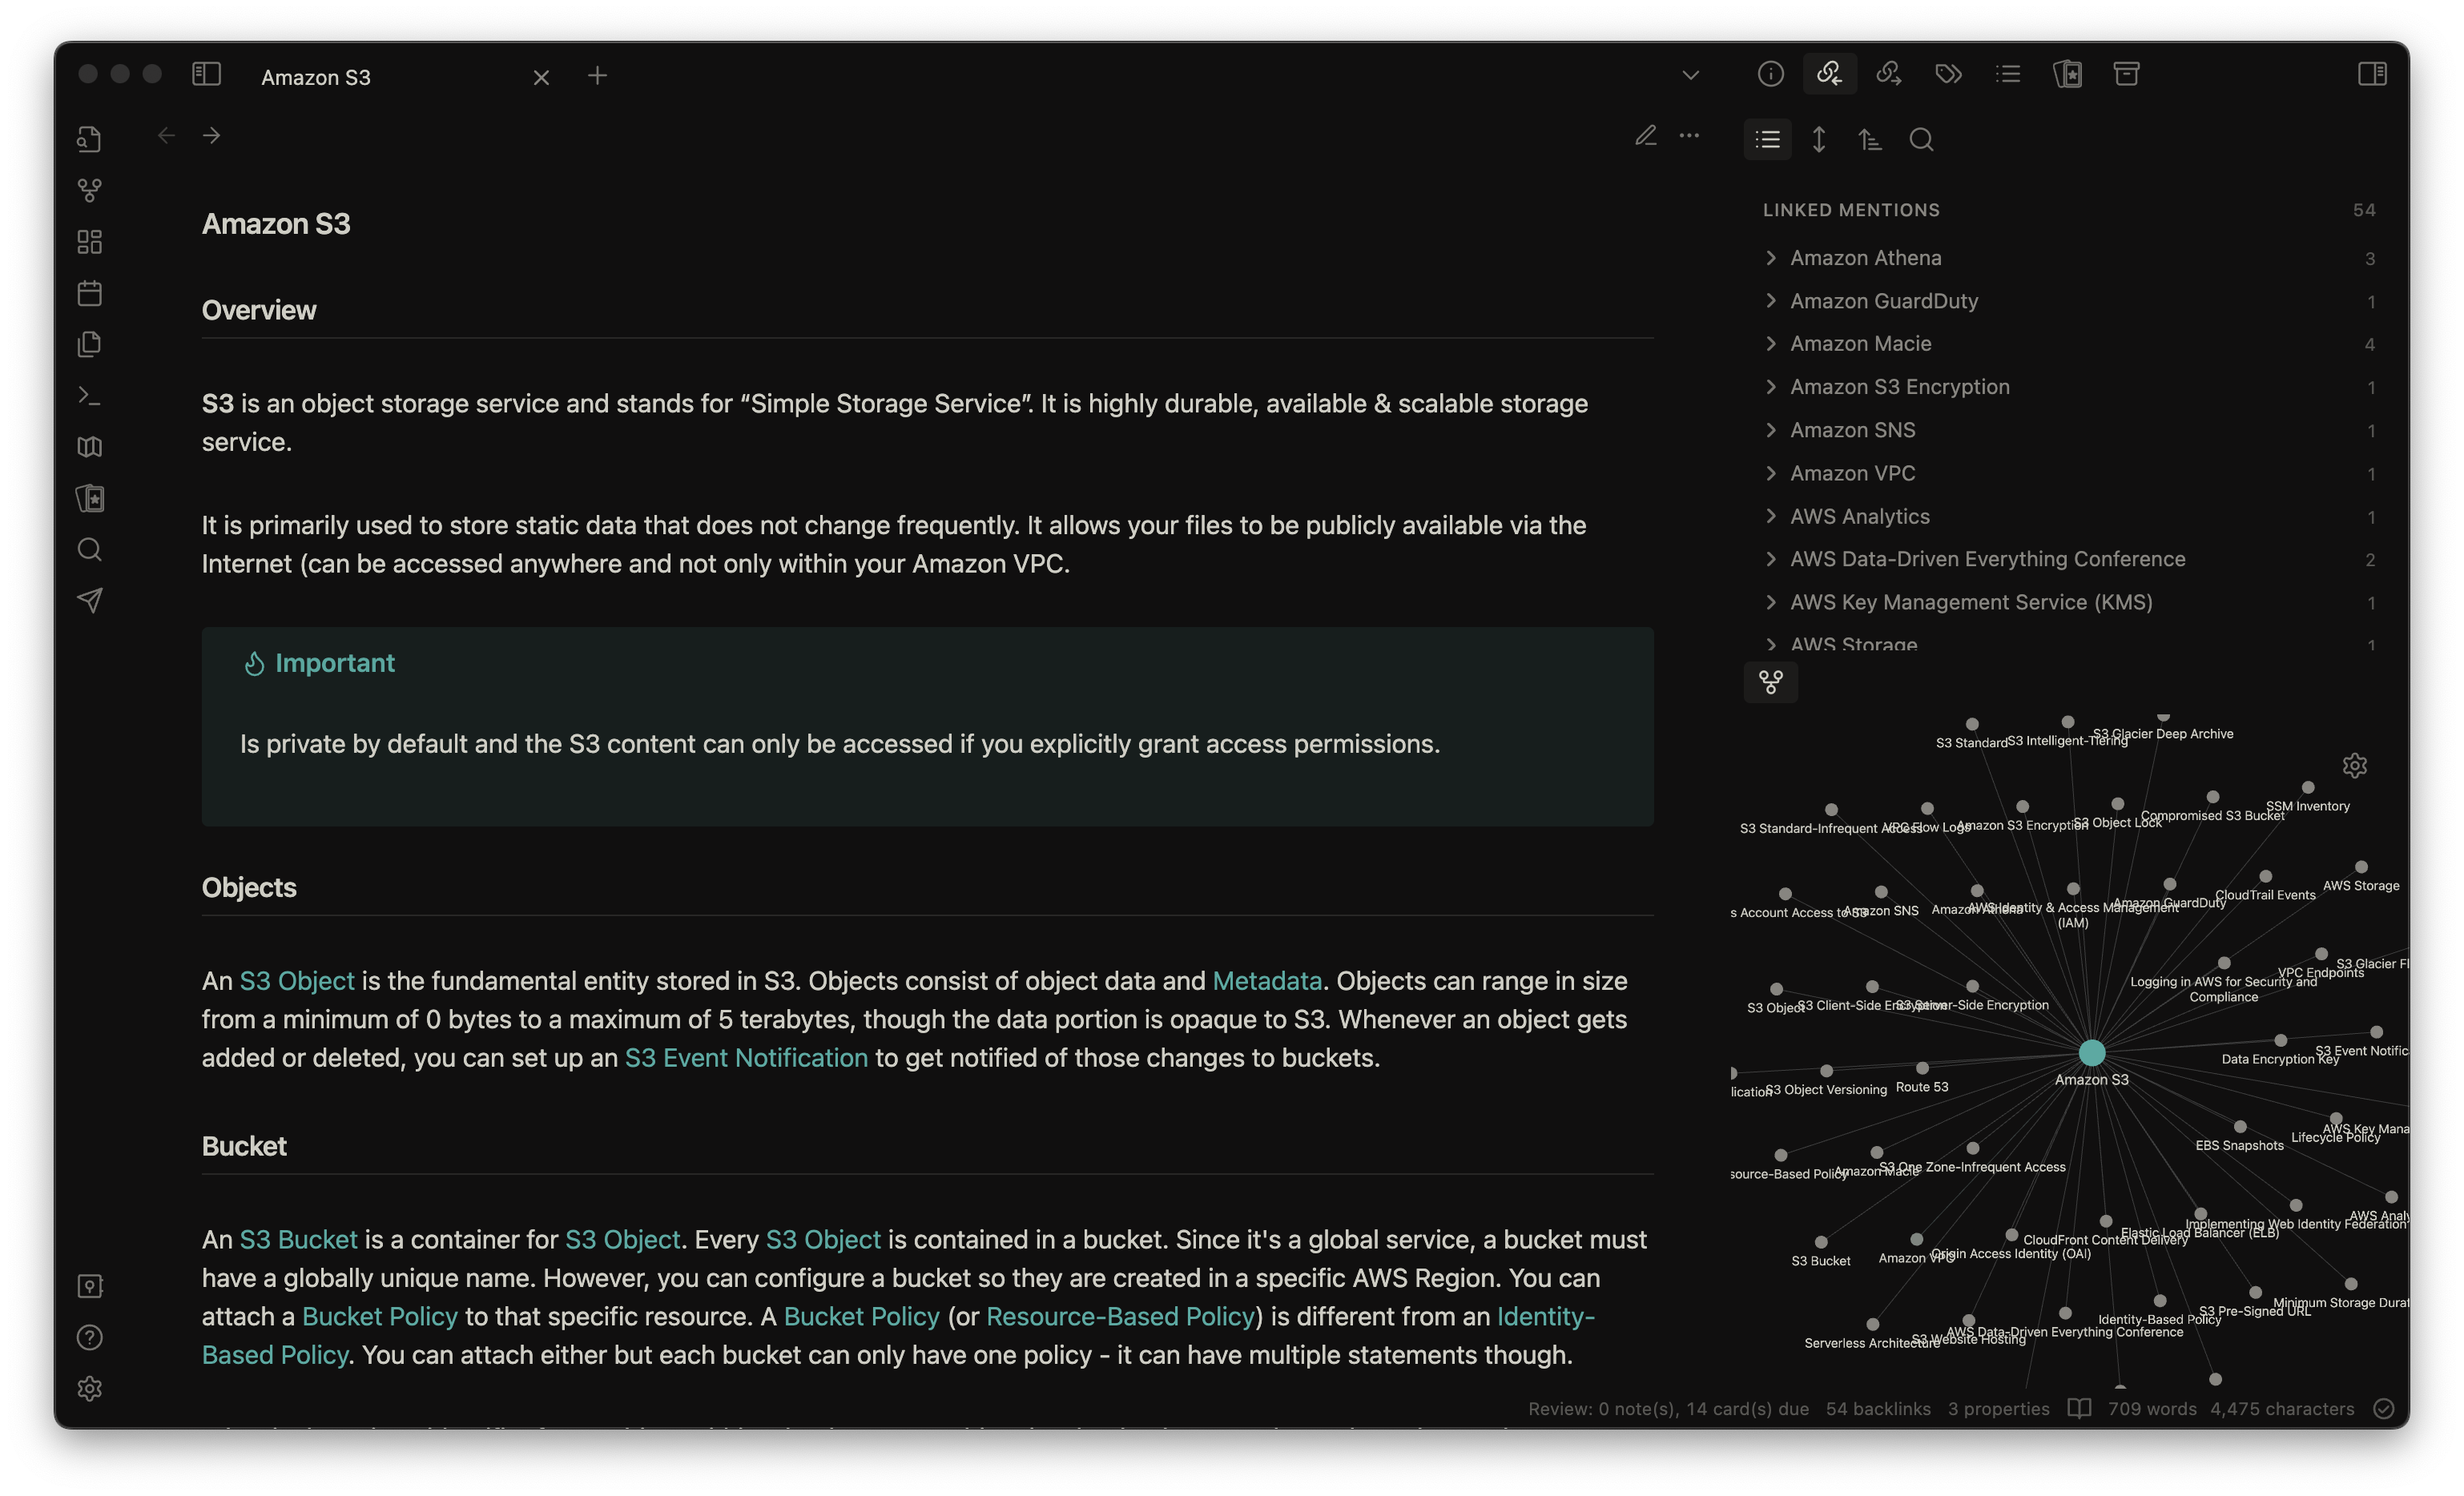 Amazon S3
Amazon S3
Overview
S3 is an object storage service and stands for “Simple Storage Service”. It is highly durable, available & scalable storage
service.
It is primarily used to store static data that does not change frequently. It allows your files to be publicly available via the
Internet (can be accessed anywhere and not only within your Amazon VPC.
Important
Is private by default and the S3 content can only be accessed if you explicitly grant access permissions.
Objects
An S3 Object is the fundamental entity stored in S3. Objects consist of object data and Metadata. Objects can range in size
from a minimum of 0 bytes to a maximum of 5 terabytes, though the data portion is opaque to S3. Whenever an object gets
added or deleted, you can set up an S3 Event Notification to get notified of those changes to buckets.
Bucket
An S3 Bucket is a container for S3 Object. Every S3 Object is contained in a bucket. Since it's a global service, a bucket must
have a globally unique name. However, you can configure a bucket so they are created in a specific AWS Region. You can
attach a Bucket Policy to that specific resource. A Bucket Policy (or Resource-Based Policy) is different from an Identity-
Based Policy. You can attach either but each bucket can only have one policy - it can have multiple statements though.
LINKED MENTIONS 54
Amazon Athena 3
Amazon GuardDuty 1
Amazon Macie 4
Amazon S3 Encryption 1
Amazon SNS 1
Amazon VPC 1
AWS Analytics 1
AWS Data-Driven Everything Conference 2
AWS Key Management Service (KMS) 1
AWS Storage 1
S3 Glacier Deep Archive
S3 Standard
S3 Intelligent-Tiering
SSM Inventory
Compromised S3 Bucket
S3 Object Lock
Amazon S3 Encryption
VPC Flow Logs
S3 Standard-Infrequent Access
AWS Storage
CloudTrail Events
Amazon GuardDuty
AWS Identity & Access Management
(IAM)
Amazon Athena
Amazon SNS
s Account Access to S3
S3 Glacier Fl
VPC Endpoints
Logging in AWS for Security and
Compliance
S3 Object
S3 Client-Side Encryption
S3 Server-Side Encryption
S3 Event Notific
Data Encryption Key
Amazon S3
lication
S3 Object Versioning
Route 53
AWS Key Mana
Lifecycle Policy
EBS Snapshots
source-Based Policy
Amazon Macie
S3 One Zone-Infrequent Access
AWS Analy
Implementing Web Identity Federation
Elastic Load Balancer (ELB)
CloudFront Content Delivery
Origin Access Identity (OAI)
Amazon VPC
S3 Bucket
Minimum Storage Durat
S3 Pre-Signed URL
Identity-Based Policy
AWS Data-Driven Everything Conference
S3 Website Hosting
Serverless Architecture
Review: 0 note(s), 14 card(s) due 54 backlinks 3 properties 709 words 4,475 characters